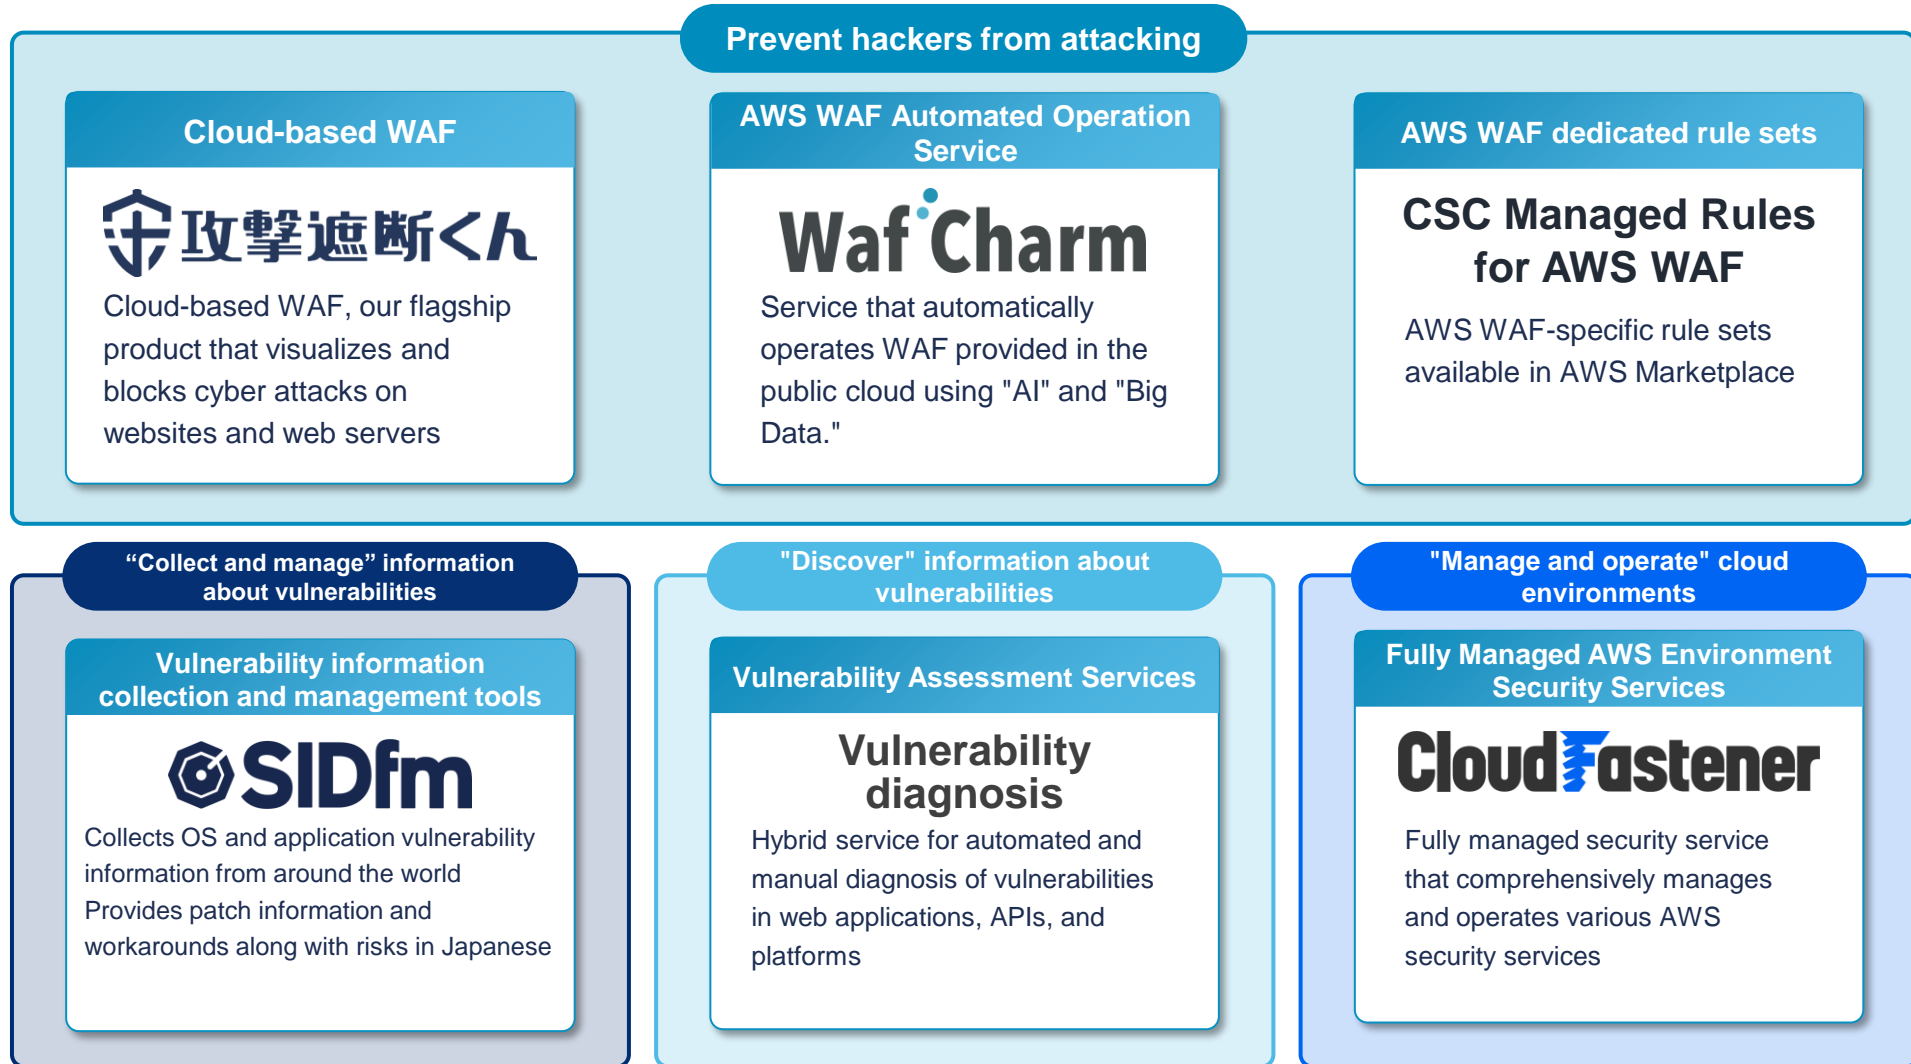 Prevent hackers from attacking
Cloud-based WAF
攻撃遮断くん
Cloud-based WAF, our flagship
product that visualizes and
blocks cyber attacks on
websites and web servers
AWS WAF Automated Operation
Service
WafCharm
Service that automatically
operates WAF provided in the
public cloud using "AI" and "Big
Data."
AWS WAF dedicated rule sets
CSC Managed Rules
for AWS WAF
AWS WAF-specific rule sets
available in AWS Marketplace
“Collect and manage” information
about vulnerabilities
Vulnerability information
collection and management tools
SIDfm
Collects OS and application vulnerability
information from around the world
Provides patch information and
workarounds along with risks in Japanese
"Discover" information about
vulnerabilities
Vulnerability Assessment Services
Vulnerability
diagnosis
Hybrid service for automated and
manual diagnosis of vulnerabilities
in web applications, APIs, and
platforms
"Manage and operate" cloud
environments
Fully Managed AWS Environment
Security Services
CloudFastener
Fully managed security service
that comprehensively manages
and operates various AWS
security services